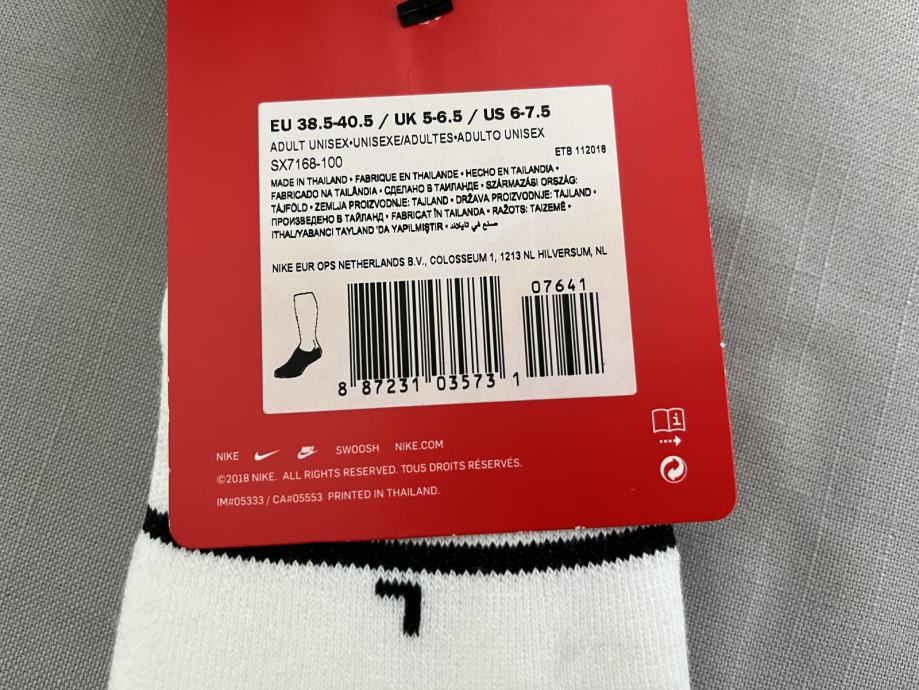 EU 38.5-40.5 / UK 5-6.5 / US 6-7.5
ADULT UNISEX•UNISEXE/ADULTES•ADULTO UNISEX
SX7168-100
ETB 112018
MADE IN THAILAND • FABRIQUE EN THAILANDE • HECHO EN TAILANDIA •
FABRICADO NA TAILÂNDIA • СДЕЛАНО В ТАИЛАНДЕ • SZÁRMAZÁSI ORSZÁG:
TÁJFÖLD • ZEMLJA PROIZVODNJE: TAJLAND • DRŽAVA PROIZVODNJE: TAJLAND •
ПРОИЗВЕДЕНО В ТАЙЛАНД • FABRICAT ÎN TAILANDA • RAŽOTS: TAIZEMĒ •
ITHAL/YABANCI TAYLAND 'DA YAPILMIŞTIR • صنع في تايلاند
NIKE EUR OPS NETHERLANDS B.V., COLOSSEUM 1, 1213 NL HILVERSUM, NL
07641
8 87231 03573 1
NIKE SWOOSH NIKE.COM
©2018 NIKE. ALL RIGHTS RESERVED. TOUS DROITS RÉSERVÉS.
IM#05333 / CA#05553 PRINTED IN THAILAND.
L